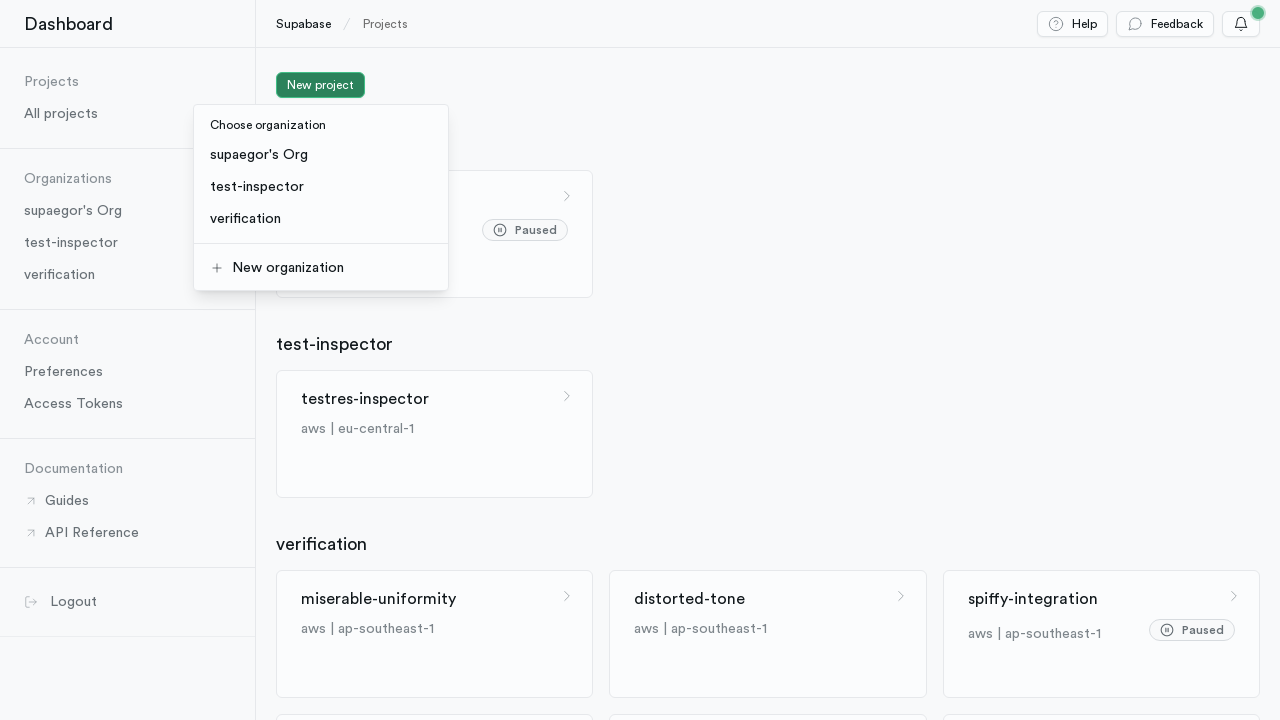 Dashboard
Supabase / Projects
Help
Feedback
Projects
All projects
Organizations
supaegor's Org
test-inspector
verification
Account
Preferences
Access Tokens
Documentation
Guides
API Reference
Logout
New project
Choose organization
supaegor's Org
test-inspector
verification
New organization
Paused
test-inspector
testres-inspector
aws | eu-central-1
verification
miserable-uniformity
aws | ap-southeast-1
distorted-tone
aws | ap-southeast-1
spiffy-integration
aws | ap-southeast-1
Paused